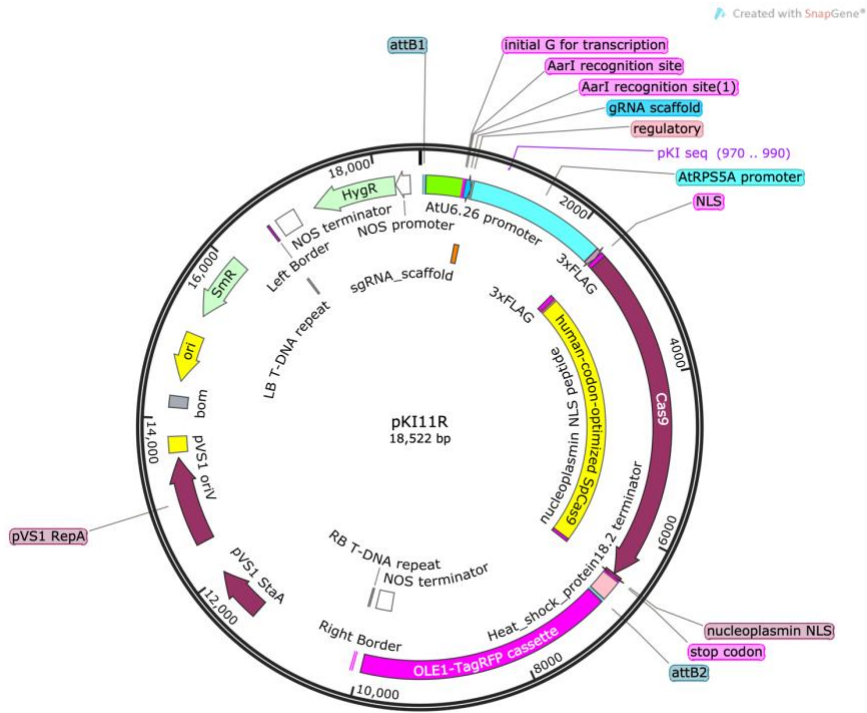 Created with SnapGene®
attB1
initial G for transcription
AarI recognition site
AarI recognition site(1)
gRNA scaffold
regulatory
pKI seq (970 .. 990)
AtRPS5A promoter
NLS
18,000
HygR
NOS terminator
NOS promoter
AtU6.26 promoter
2000
Left Border
sgRNA_scaffold
3xFLAG
3xFLAG
16,000
SmR
LB T-DNA repeat
human-codon-optimized SpCas9
nucleoplasmin NLS peptide
4000
Cas9
ori
bom
pKI11R
18,522 bp
14,000
pVS1 oriV
pVS1 RepA
6000
Heat_shock_protein18.2 terminator
RB T-DNA repeat
NOS terminator
pVS1 StaA
12,000
Right Border
OLE1-TagRFP cassette
nucleoplasmin NLS
stop codon
attB2
8000
10,000